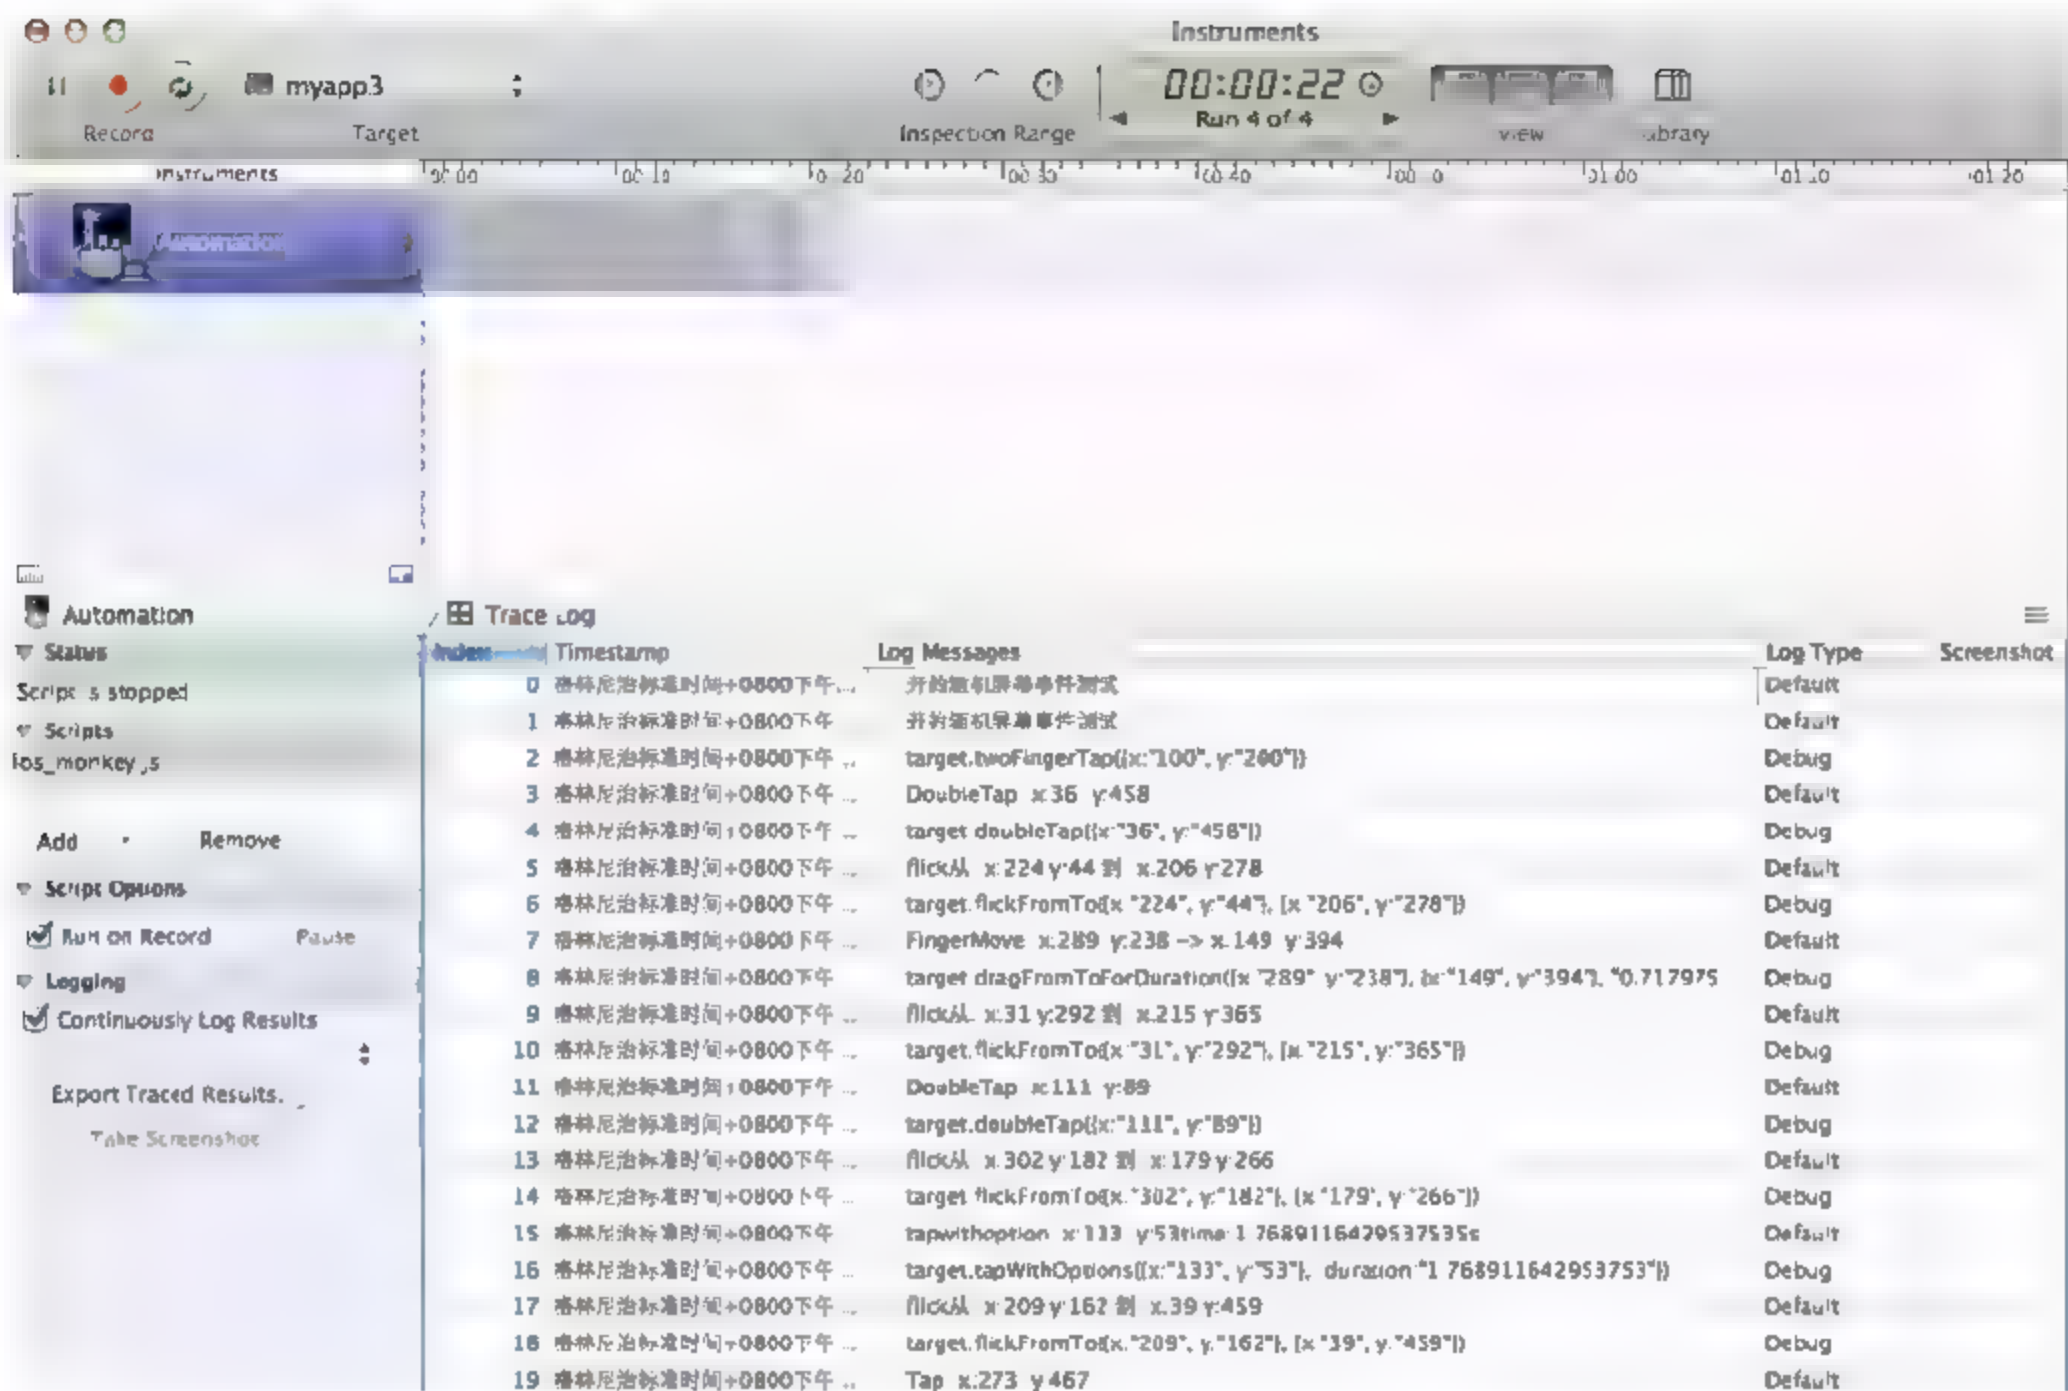 Instruments
myapp3
00:00:22
Run 4 of 4
Record
Target
Inspection Range
View
Library
Instruments
00:00 00:10 00:30 00:40 01:00 01:10 01:20
Automation
Automation
Trace Log
Status
Index Timestamp Log Messages Log Type Screenshot
Script is stopped
Scripts
ios_monkey.js
Add Remove
Script Options
Run on Record Pause
Logging
Continuously Log Results
Export Traced Results...
Take Screenshot
0 格林尼治标准时间+0800下午... 开始随机屏幕事件测试 Default
1 格林尼治标准时间+0800下午... 开始随机屏幕事件测试 Default
2 格林尼治标准时间+0800下午... target.twoFingerTap({x:"100", y:"200"}) Debug
3 格林尼治标准时间+0800下午... DoubleTap x:36 y:458 Default
4 格林尼治标准时间+0800下午... target.doubleTap({x:"36", y:"458"}) Debug
5 格林尼治标准时间+0800下午... flick从 x:224 y:44 到 x:206 y:278 Default
6 格林尼治标准时间+0800下午... target.flickFromTo({x:"224", y:"44"}, {x:"206", y:"278"}) Debug
7 格林尼治标准时间+0800下午... FingerMove x:289 y:238 -> x:149 y:394 Default
8 格林尼治标准时间+0800下午... target.dragFromToForDuration({x:"289", y:"238"}, {x:"149", y:"394"}, "0.717975 Debug
9 格林尼治标准时间+0800下午... flick从 x:31 y:292 到 x:215 y:365 Default
10 格林尼治标准时间+0800下午... target.flickFromTo({x:"31", y:"292"}, {x:"215", y:"365"}) Debug
11 格林尼治标准时间+0800下午... DoubleTap x:111 y:89 Default
12 格林尼治标准时间+0800下午... target.doubleTap({x:"111", y:"89"}) Debug
13 格林尼治标准时间+0800下午... flick从 x:302 y:182 到 x:179 y:266 Default
14 格林尼治标准时间+0800下午... target.flickFromTo({x:"302", y:"182"}, {x:"179", y:"266"}) Debug
15 格林尼治标准时间+0800下午... tapwithoption x:133 y:53time:1.7689116429537535s Default
16 格林尼治标准时间+0800下午... target.tapWithOptions({x:"133", y:"53"}, duration:"1.768911642953753"}) Debug
17 格林尼治标准时间+0800下午... flick从 x:209 y:162 到 x:39 y:459 Default
18 格林尼治标准时间+0800下午... target.flickFromTo({x:"209", y:"162"}, {x:"39", y:"459"}) Debug
19 格林尼治标准时间+0800下午... Tap x:273 y:467 Default